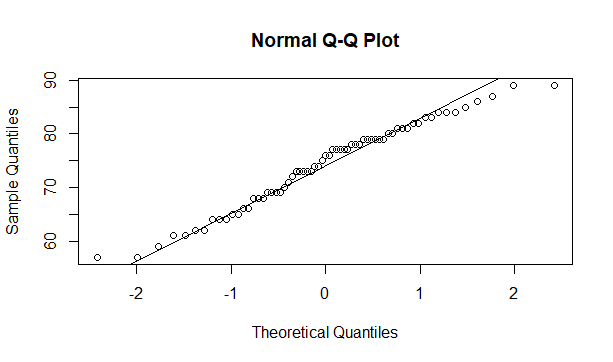 Normal Q-Q Plot
Sample Quantiles
90
80
70
60
-2 -1 0 1 2
Theoretical Quantiles